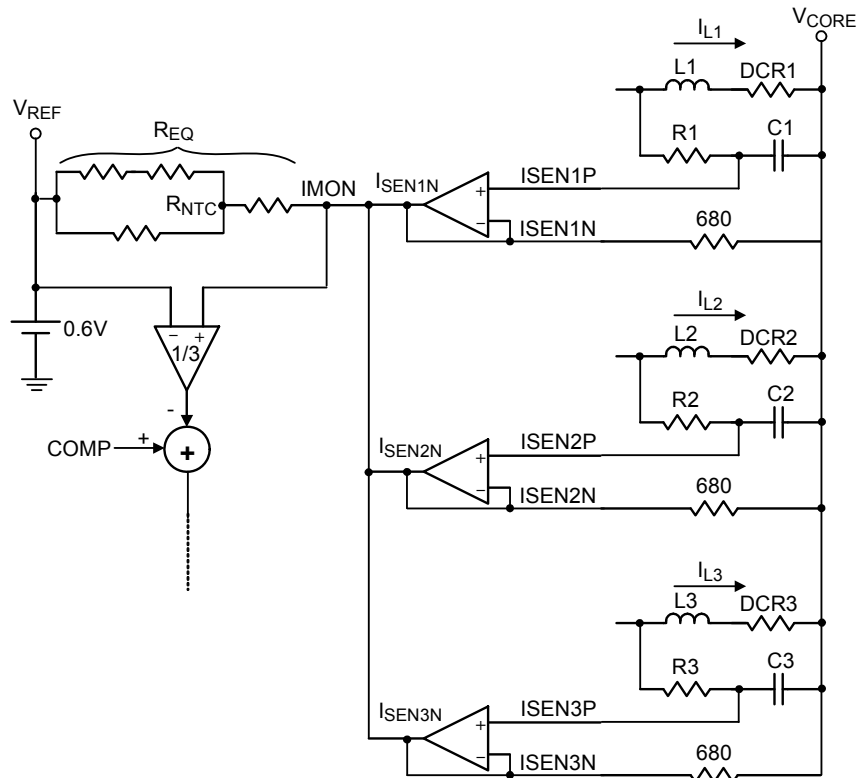 V_CORE
I_L1
L1
DCR1
R1
C1
V_REF
R_EQ
R_NTC
IMON
I_SEN1N
+
−
ISEN1P
ISEN1N
680
0.6V
− +
1/3
-
COMP
+
+
I_L2
L2
DCR2
R2
C2
I_SEN2N
+
−
ISEN2P
ISEN2N
680
I_L3
L3
DCR3
R3
C3
I_SEN3N
+
−
ISEN3P
ISEN3N
680